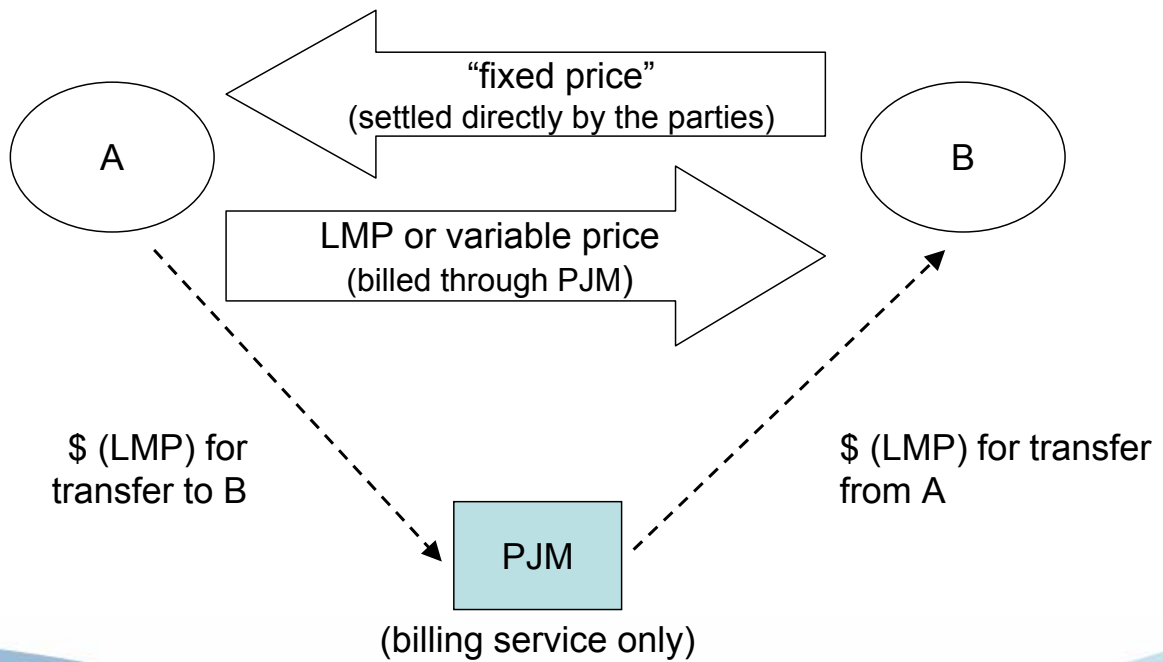 “fixed price”
(settled directly by the parties)
A
B
LMP or variable price
(billed through PJM)
$ (LMP) for
transfer to B
$ (LMP) for transfer
from A
PJM
(billing service only)